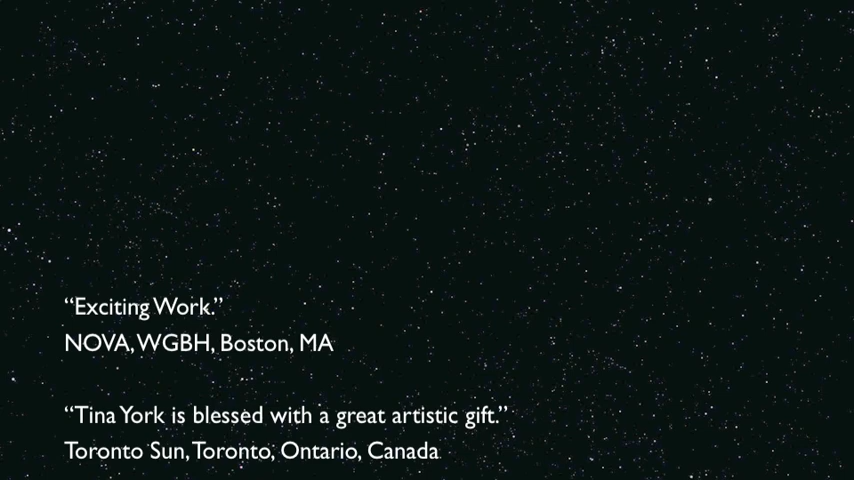 “Exciting Work.”
NOVA, WGBH, Boston, MA
“Tina York is blessed with a great artistic gift.”
Toronto Sun, Toronto, Ontario, Canada